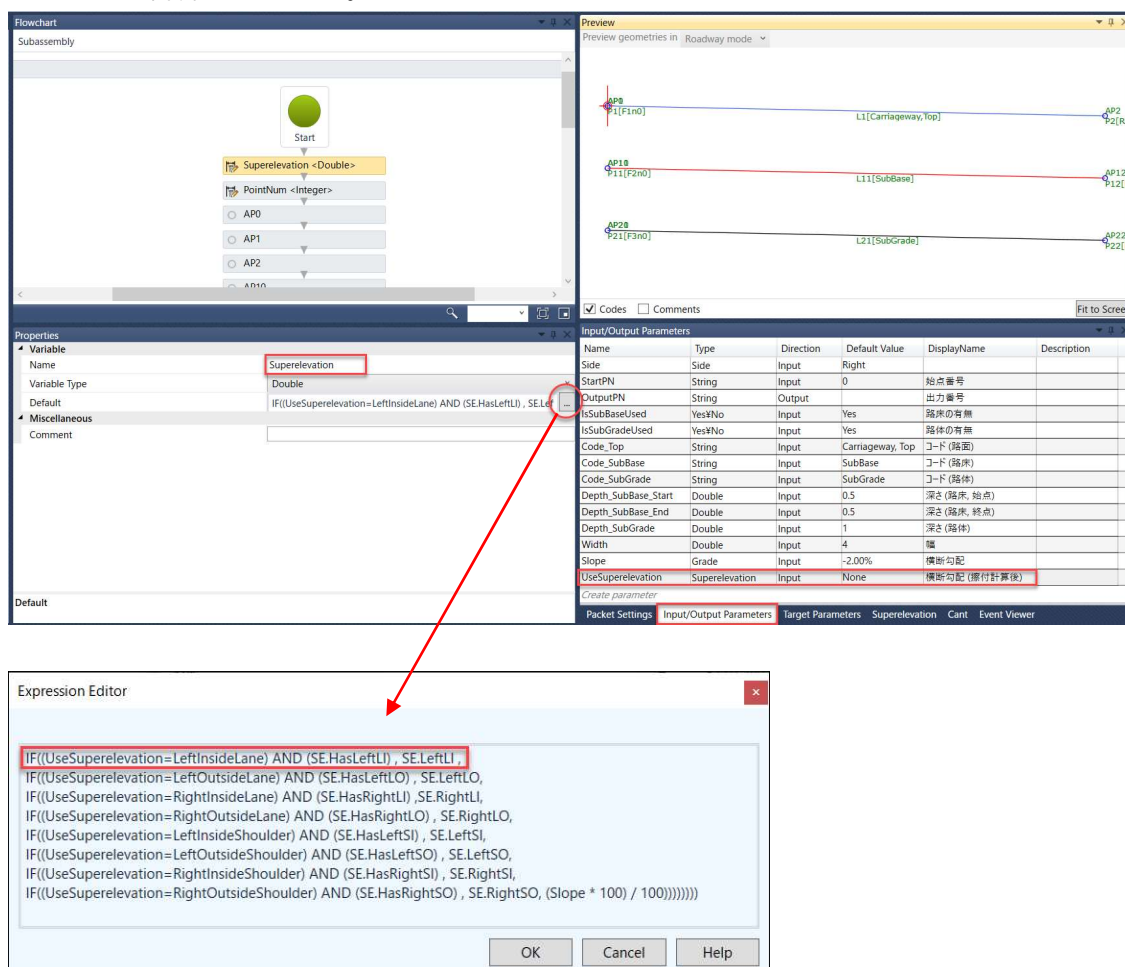 Flowchart
Subassembly
Start
Superelevation <Double>
PointNum <Integer>
AP0
AP1
AP2
AP10
Preview
Preview geometries in Roadway mode
P1[F1n0]
L1[Carriageway,Top]
AP2
P2[R
P11[F2n0]
L11[SubBase]
AP12
P12[
P21[F3n0]
L21[SubGrade]
AP22
P22[
Codes Comments Fit to Scree
Properties
Variable
Name Superelevation
Variable Type Double
Default IF((UseSuperelevation=LeftInsideLane) AND (SE.HasLeftLI) , SE.Lef ...
Miscellaneous
Comment
Default
Input/Output Parameters
Name Type Direction Default Value DisplayName Description
Side Side Input Right
StartPN String Input 0 始点番号
OutputPN String Output 出力番号
IsSubBaseUsed Yes¥No Input Yes 路床の有無
IsSubGradeUsed Yes¥No Input Yes 路体の有無
Code_Top String Input Carriageway, Top コード (路面)
Code_SubBase String Input SubBase コード (路床)
Code_SubGrade String Input SubGrade コード (路体)
Depth_SubBase_Start Double Input 0.5 深さ (路床, 始点)
Depth_SubBase_End Double Input 0.5 深さ (路床, 終点)
Depth_SubGrade Double Input 1 深さ (路体)
Width Double Input 4 幅
Slope Grade Input -2.00% 横断勾配
UseSuperelevation Superelevation Input None 横断勾配 (擦付計算後)
Create parameter
Packet Settings Input/Output Parameters Target Parameters Superelevation Cant Event Viewer
Expression Editor
IF((UseSuperelevation=LeftInsideLane) AND (SE.HasLeftLI) , SE.LeftLI ,
IF((UseSuperelevation=LeftOutsideLane) AND (SE.HasLeftLO) , SE.LeftLO,
IF((UseSuperelevation=RightInsideLane) AND (SE.HasRightLI) ,SE.RightLI,
IF((UseSuperelevation=RightOutsideLane) AND (SE.HasRightLO) , SE.RightLO,
IF((UseSuperelevation=LeftInsideShoulder) AND (SE.HasLeftSI) , SE.LeftSI,
IF((UseSuperelevation=LeftOutsideShoulder) AND (SE.HasLeftSO) , SE.LeftSO,
IF((UseSuperelevation=RightInsideShoulder) AND (SE.HasRightSI) , SE.RightSI,
IF((UseSuperelevation=RightOutsideShoulder) AND (SE.HasRightSO) , SE.RightSO, (Slope * 100) / 100))))))))
OK Cancel Help